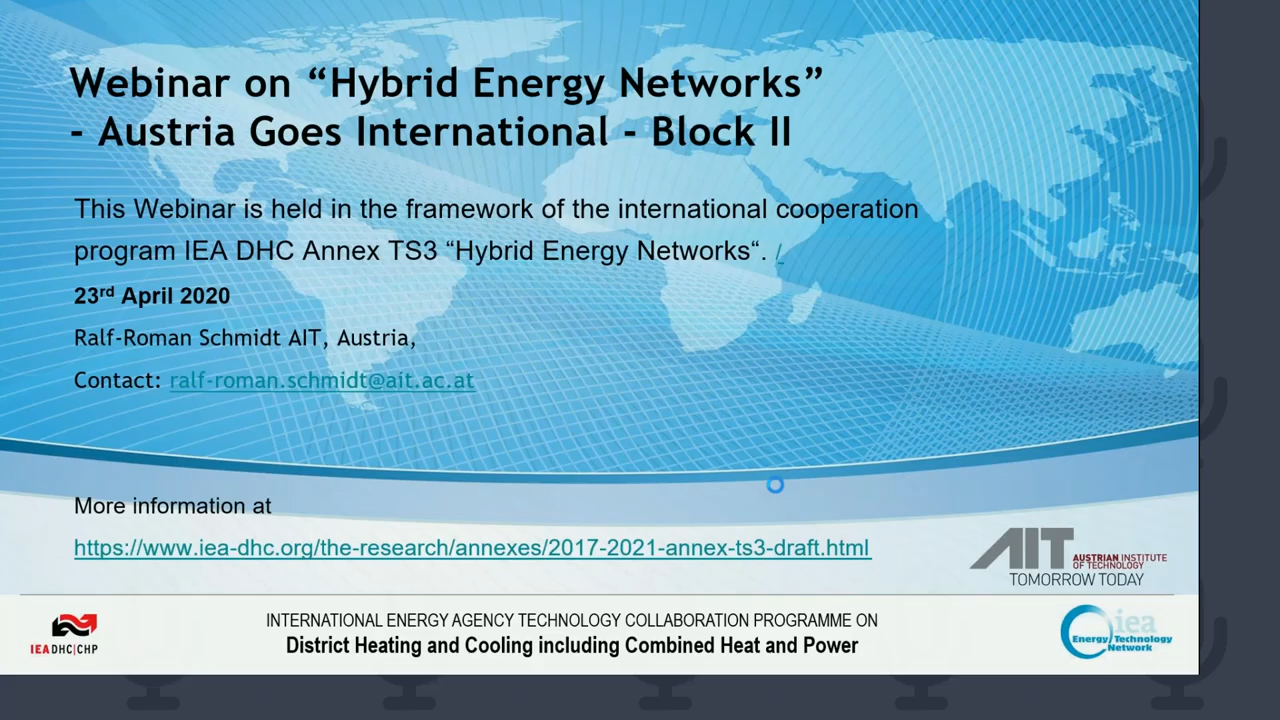 Webinar on “Hybrid Energy Networks”
- Austria Goes International - Block II
This Webinar is held in the framework of the international cooperation
program IEA DHC Annex TS3 “Hybrid Energy Networks“. /
23rd April 2020
Ralf-Roman Schmidt AIT, Austria,
Contact: ralf-roman.schmidt@ait.ac.at
More information at
https://www.iea-dhc.org/the-research/annexes/2017-2021-annex-ts3-draft.html
AIT AUSTRIAN INSTITUTE
OF TECHNOLOGY
TOMORROW TODAY
INTERNATIONAL ENERGY AGENCY TECHNOLOGY COLLABORATION PROGRAMME ON
District Heating and Cooling including Combined Heat and Power
IEA DHC|CHP
iea
Energy Technology
Network